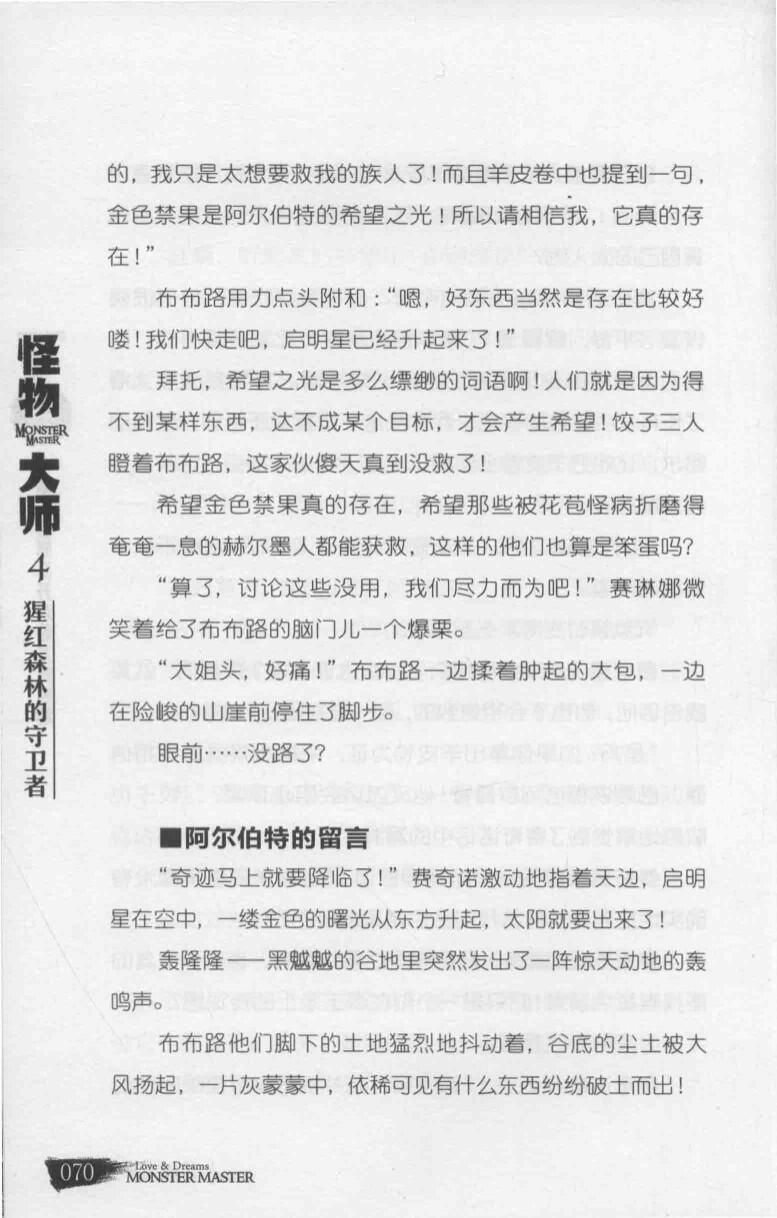 的，我只是太想要救我的族人了！而且羊皮卷中也提到一句，
金色禁果是阿尔伯特的希望之光！所以请相信我，它真的存
在！”
布布路用力点头附和：“嗯，好东西当然是存在比较好
喽！我们快走吧，启明星已经升起来了！”
拜托，希望之光是多么缥缈的词语啊！人们就是因为得
不到某样东西，达不成某个目标，才会产生希望！饺子三人
瞪着布布路，这家伙傻天真到没救了！
希望金色禁果真的存在，希望那些被花苞怪病折磨得
奄奄一息的赫尔墨人都能获救，这样的他们也算是笨蛋吗？
“算了，讨论这些没用，我们尽力而为吧！”赛琳娜微
笑着给了布布路的脑门儿一个爆栗。
“大姐头，好痛！”布布路一边揉着肿起的大包，一边
在险峻的山崖前停住了脚步。
眼前……没路了？
■阿尔伯特的留言
“奇迹马上就要降临了！”费奇诺激动地指着天边，启明
星在空中，一缕金色的曙光从东方升起，太阳就要出来了！
轰隆隆——黑魆魆的谷地里突然发出了一阵惊天动地的轰
鸣声。
布布路他们脚下的土地猛烈地抖动着，谷底的尘土被大
风扬起，一片灰蒙蒙中，依稀可见有什么东西纷纷破土而出！
怪物
MONSTER
MASTER
大师
4
猩红森林的守卫者
070
Love & Dreams
MONSTER MASTER